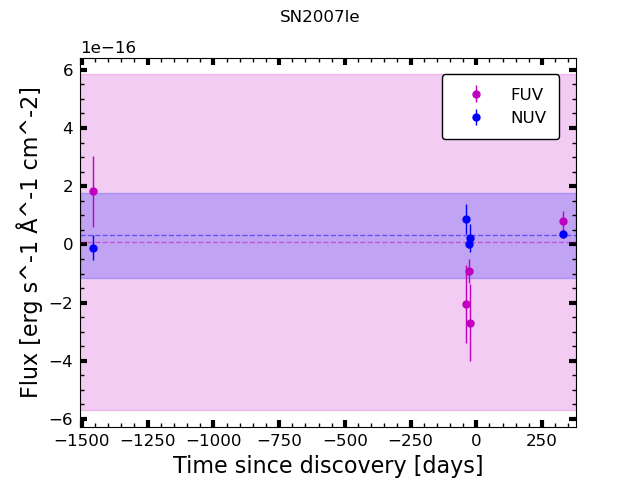 SN2007le
1e−16
6
4
2
0
−2
−4
−6
Flux [erg s^-1 Å^-1 cm^-2]
FUV
NUV
−1500 −1250 −1000 −750 −500 −250 0 250
Time since discovery [days]